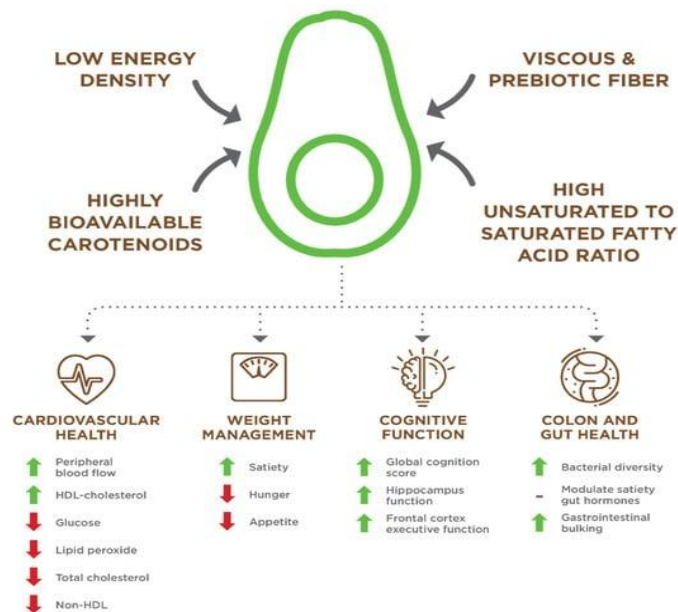 LOW ENERGY
DENSITY
VISCOUS &
PREBIOTIC FIBER
HIGHLY
BIOAVAILABLE
CAROTENOIDS
HIGH
UNSATURATED TO
SATURATED FATTY
ACID RATIO
CARDIOVASCULAR
HEALTH
Peripheral
blood flow
HDL-cholesterol
Glucose
Lipid peroxide
Total cholesterol
Non-HDL
WEIGHT
MANAGEMENT
Satiety
Hunger
Appetite
COGNITIVE
FUNCTION
Global cognition
score
Hippocampus
function
Frontal cortex
executive function
COLON AND
GUT HEALTH
Bacterial diversity
- Modulate satiety
gut hormones
Gastrointestinal
bulking